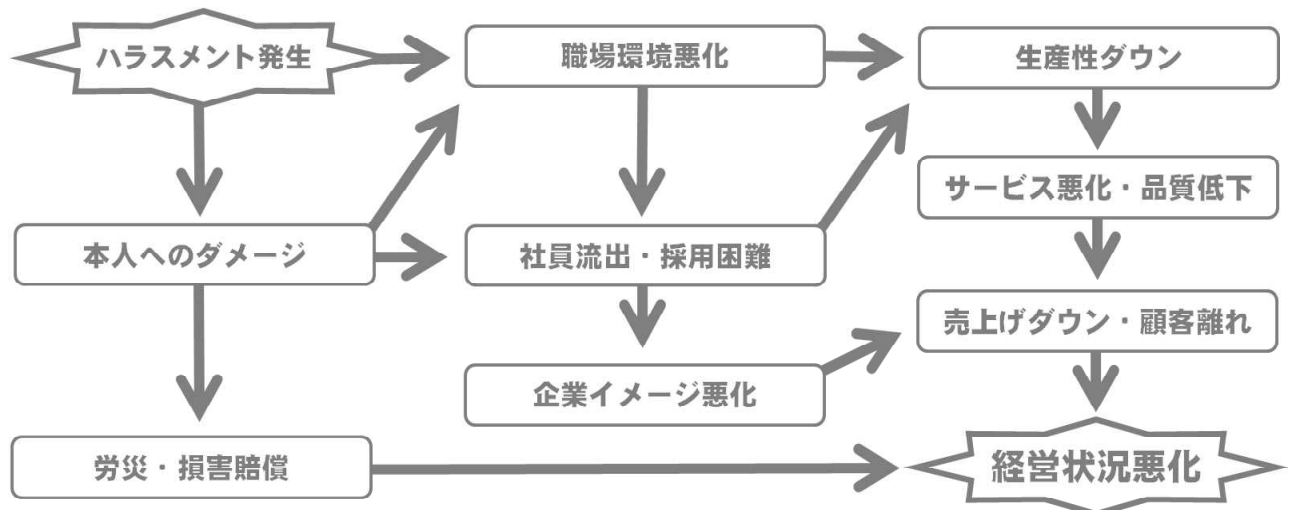 ハラスメント発生
職場環境悪化
生産性ダウン
サービス悪化・品質低下
本人へのダメージ
社員流出・採用困難
売上げダウン・顧客離れ
企業イメージ悪化
労災・損害賠償
経営状況悪化